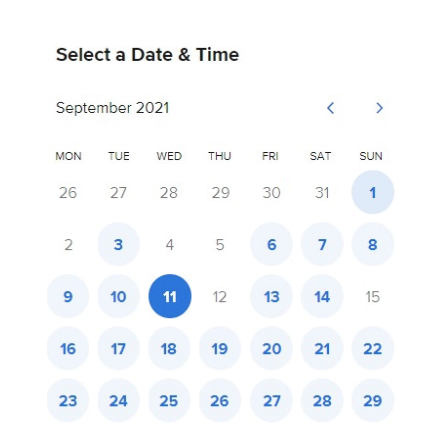 Select a Date & Time
September 2021
MON TUE WED THU FRI SAT SUN
26 27 28 29 30 31 1
2 3 4 5 6 7 8
9 10 11 12 13 14 15
16 17 18 19 20 21 22
23 24 25 26 27 28 29